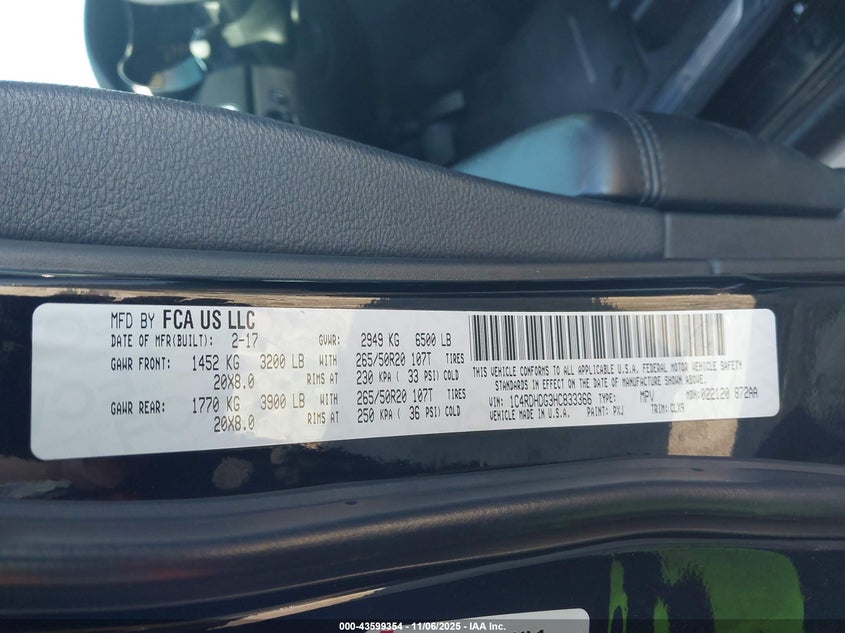 MFD BY FCA US LLC
DATE OF MFR(BUILT): 2-17 GVWR: 2949 KG 6500 LB
GAWR FRONT: 1452 KG 3200 LB WITH 265/50R20 107T TIRES
20X8.0 RIMS AT 230 KPA ( 33 PSI) COLD
GAWR REAR: 1770 KG 3900 LB WITH 265/50R20 107T TIRES
20X8.0 RIMS AT 250 KPA ( 36 PSI) COLD
THIS VEHICLE CONFORMS TO ALL APPLICABLE U.S.A. FEDERAL MOTOR VEHICLE SAFETY
STANDARDS IN EFFECT ON THE DATE OF MANUFACTURE SHOWN ABOVE.
VIN: 1C4RDHDG3HC833366 TYPE: MPV MDH: 022120 872AA
VEHICLE MADE IN U.S.A. PAINT: PXJ TRIM: CLX9
000-43599354 - 11/06/2025 - IAA Inc.